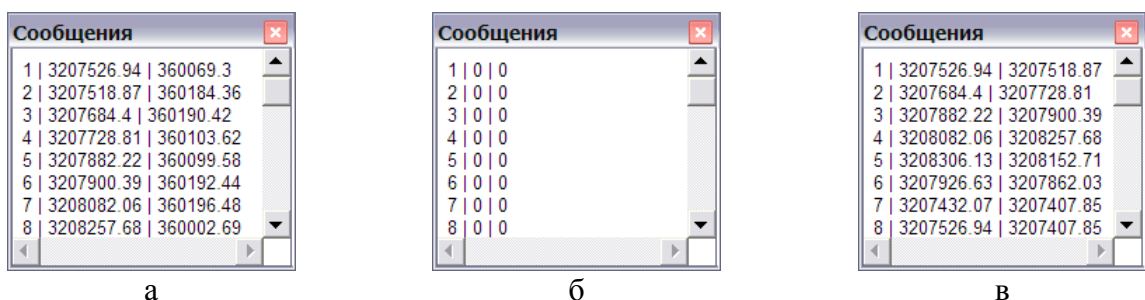 Сообщения
1 | 3207526.94 | 360069.3
2 | 3207518.87 | 360184.36
3 | 3207684.4 | 360190.42
4 | 3207728.81 | 360103.62
5 | 3207882.22 | 360099.58
6 | 3207900.39 | 360192.44
7 | 3208082.06 | 360196.48
8 | 3208257.68 | 360002.69
а
Сообщения
1 | 0 | 0
2 | 0 | 0
3 | 0 | 0
4 | 0 | 0
5 | 0 | 0
6 | 0 | 0
7 | 0 | 0
8 | 0 | 0
б
Сообщения
1 | 3207526.94 | 3207518.87
2 | 3207684.4 | 3207728.81
3 | 3207882.22 | 3207900.39
4 | 3208082.06 | 3208257.68
5 | 3208306.13 | 3208152.71
6 | 3207926.63 | 3207862.03
7 | 3207432.07 | 3207407.85
8 | 3207526.94 | 3207407.85
в